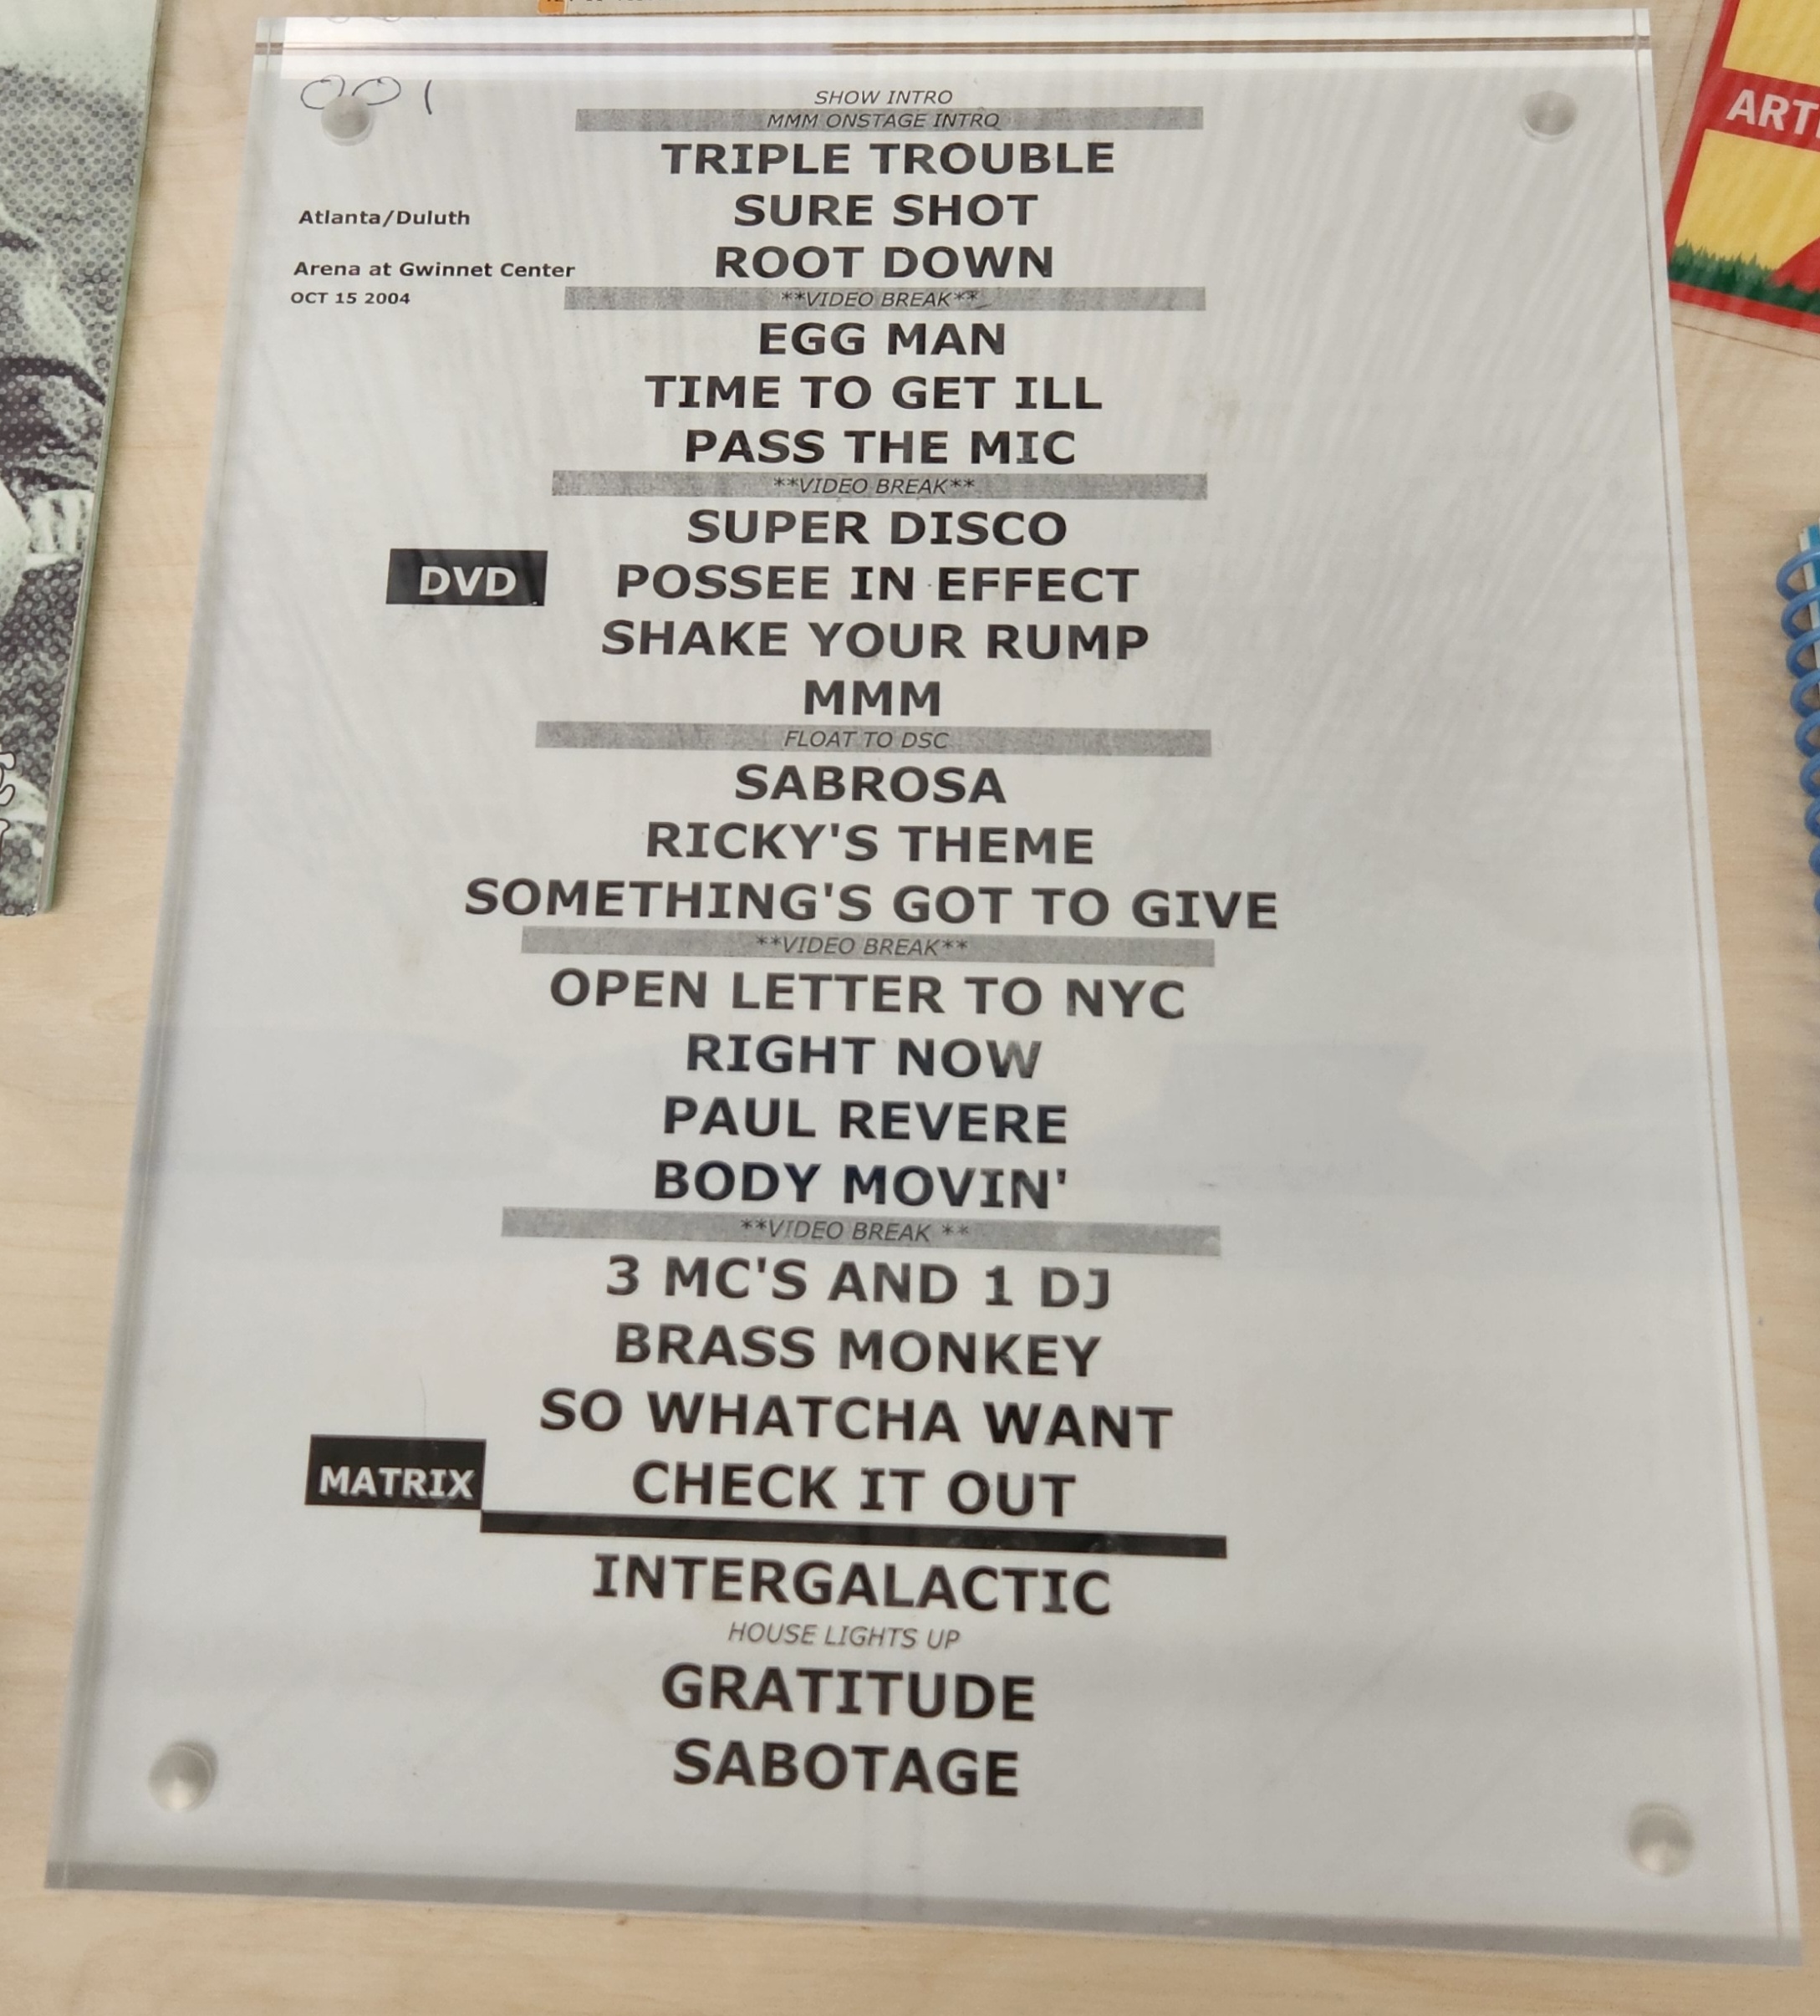 001
SHOW INTRO
MMM ONSTAGE INTRO
TRIPLE TROUBLE
SURE SHOT
Atlanta/Duluth
ROOT DOWN
Arena at Gwinnet Center
OCT 15 2004
**VIDEO BREAK**
EGG MAN
TIME TO GET ILL
PASS THE MIC
**VIDEO BREAK**
SUPER DISCO
DVD POSSEE IN EFFECT
SHAKE YOUR RUMP
MMM
FLOAT TO DSC
SABROSA
RICKY'S THEME
SOMETHING'S GOT TO GIVE
**VIDEO BREAK**
OPEN LETTER TO NYC
RIGHT NOW
PAUL REVERE
BODY MOVIN'
**VIDEO BREAK **
3 MC'S AND 1 DJ
BRASS MONKEY
SO WHATCHA WANT
MATRIX CHECK IT OUT
INTERGALACTIC
HOUSE LIGHTS UP
GRATITUDE
SABOTAGE
ART